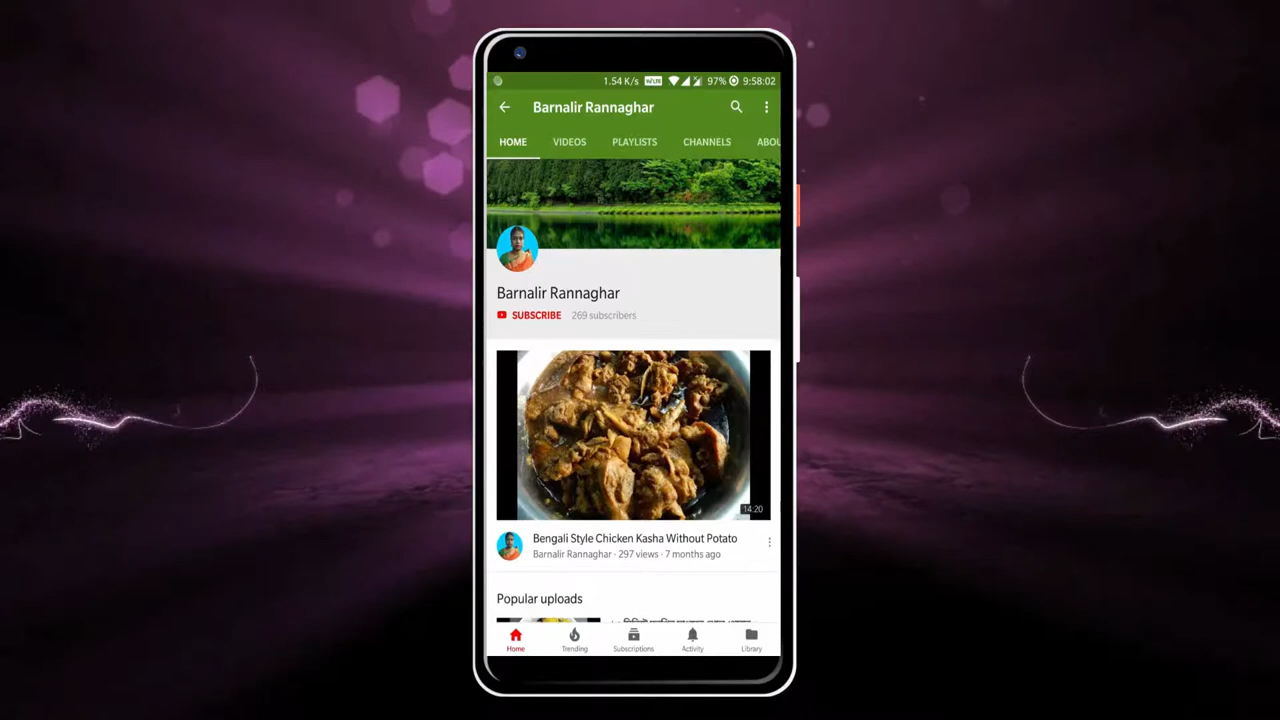 1.54 K/s VoLTE 97% 9:58:02
Barnalir Rannaghar
HOME VIDEOS PLAYLISTS CHANNELS ABOU
Barnalir Rannaghar
SUBSCRIBE 269 subscribers
14:20
Bengali Style Chicken Kasha Without Potato
Barnalir Rannaghar · 297 views · 7 months ago
Popular uploads
Home Trending Subscriptions Activity Library